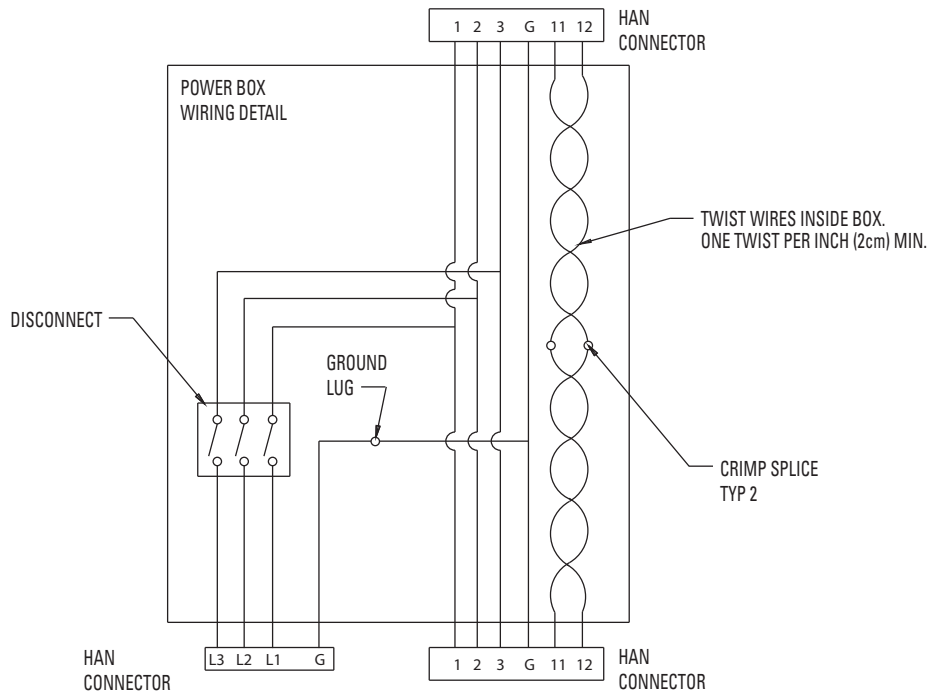 1 2 3 G 11 12
HAN
CONNECTOR
POWER BOX
WIRING DETAIL
TWIST WIRES INSIDE BOX.
ONE TWIST PER INCH (2cm) MIN.
DISCONNECT
GROUND
LUG
CRIMP SPLICE
TYP 2
HAN
CONNECTOR
L3 L2 L1 G
1 2 3 G 11 12
HAN
CONNECTOR